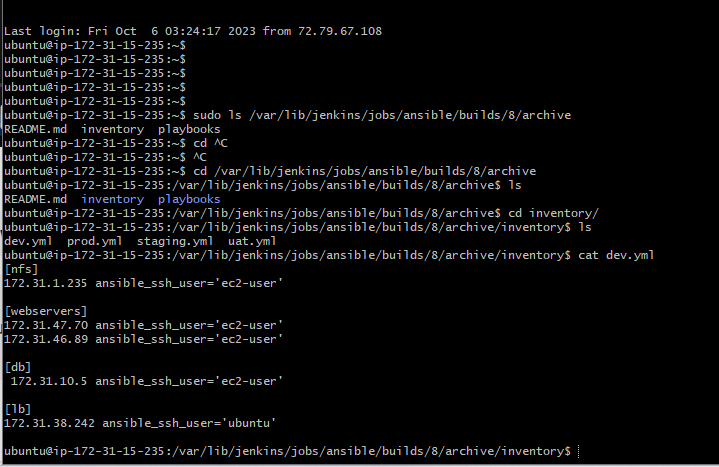 Last login: Fri Oct  6 03:24:17 2023 from 72.79.67.108
ubuntu@ip-172-31-15-235:~$
ubuntu@ip-172-31-15-235:~$
ubuntu@ip-172-31-15-235:~$
ubuntu@ip-172-31-15-235:~$
ubuntu@ip-172-31-15-235:~$
ubuntu@ip-172-31-15-235:~$ sudo ls /var/lib/jenkins/jobs/ansible/builds/8/archive
README.md  inventory  playbooks
ubuntu@ip-172-31-15-235:~$ cd ^C
ubuntu@ip-172-31-15-235:~$ ^C
ubuntu@ip-172-31-15-235:~$ cd /var/lib/jenkins/jobs/ansible/builds/8/archive
ubuntu@ip-172-31-15-235:/var/lib/jenkins/jobs/ansible/builds/8/archive$ ls
README.md  inventory  playbooks
ubuntu@ip-172-31-15-235:/var/lib/jenkins/jobs/ansible/builds/8/archive$ cd inventory/
ubuntu@ip-172-31-15-235:/var/lib/jenkins/jobs/ansible/builds/8/archive/inventory$ ls
dev.yml  prod.yml  staging.yml  uat.yml
ubuntu@ip-172-31-15-235:/var/lib/jenkins/jobs/ansible/builds/8/archive/inventory$ cat dev.yml
[nfs]
172.31.1.235 ansible_ssh_user='ec2-user'

[webservers]
172.31.47.70 ansible_ssh_user='ec2-user'
172.31.46.89 ansible_ssh_user='ec2-user'

[db]
 172.31.10.5 ansible_ssh_user='ec2-user'

[lb]
172.31.38.242 ansible_ssh_user='ubuntu'

ubuntu@ip-172-31-15-235:/var/lib/jenkins/jobs/ansible/builds/8/archive/inventory$